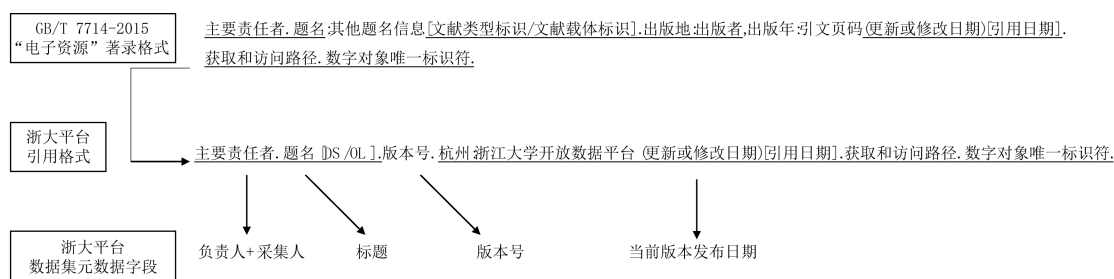 GB/T 7714-2015
“电子资源”著录格式
主要责任者. 题名:其他题名信息[文献类型标识/文献载体标识].出版地:出版者,出版年:引文页码(更新或修改日期)[引用日期].
获取和访问路径. 数字对象唯一标识符.
浙大平台
引用格式
主要责任者. 题名 [DS/OL].版本号. 杭州:浙江大学开放数据平台 (更新或修改日期)[引用日期].获取和访问路径. 数字对象唯一标识符.
浙大平台
数据集元数据字段
负责人+采集人 标题 版本号 当前版本发布日期